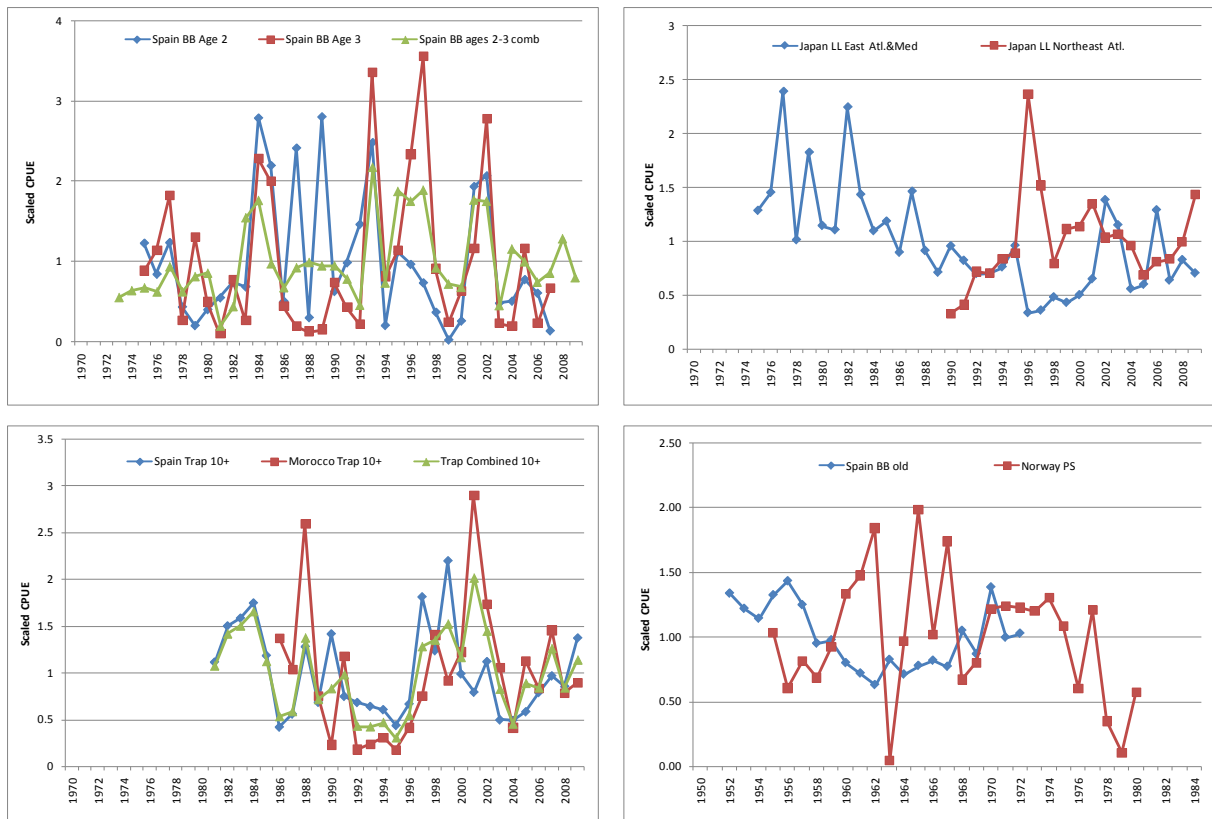 4
3
2
1
0
Scaled CPUE
Spain BB Age 2 Spain BB Age 3 Spain BB ages 2-3 comb
1970 1972 1974 1976 1978 1980 1982 1984 1986 1988 1990 1992 1994 1996 1998 2000 2002 2004 2006 2008
3
2.5
2
1.5
1
0.5
0
Scaled CPUE
Japan LL East Atl.&Med Japan LL Northeast Atl.
1970 1972 1974 1976 1978 1980 1982 1984 1986 1988 1990 1992 1994 1996 1998 2000 2002 2004 2006 2008
3.5
3
2.5
2
1.5
1
0.5
0
Scaled CPUE
Spain Trap 10+ Morocco Trap 10+ Trap Combined 10+
1970 1972 1974 1976 1978 1980 1982 1984 1986 1988 1990 1992 1994 1996 1998 2000 2002 2004 2006 2008
2.50
2.00
1.50
1.00
0.50
0.00
Scaled CPUE
Spain BB old Norway PS
1950 1952 1954 1956 1958 1960 1962 1964 1966 1968 1970 1972 1974 1976 1978 1980 1982 1984